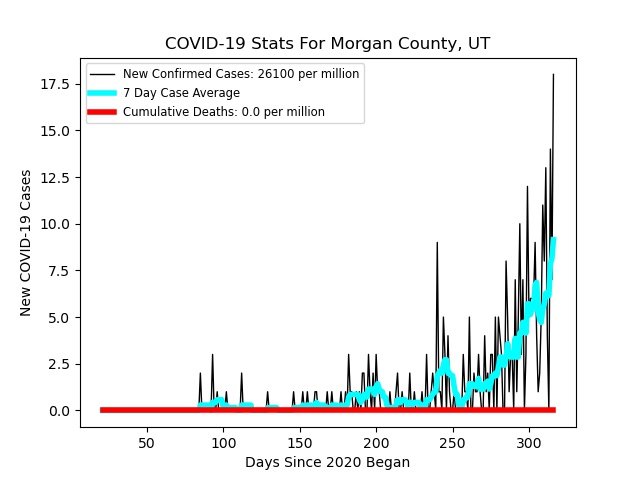 COVID-19 Stats For Morgan County, UT
New Confirmed Cases: 26100 per million
7 Day Case Average
Cumulative Deaths: 0.0 per million
17.5
15.0
12.5
10.0
7.5
5.0
2.5
0.0
New COVID-19 Cases
50 100 150 200 250 300
Days Since 2020 Began